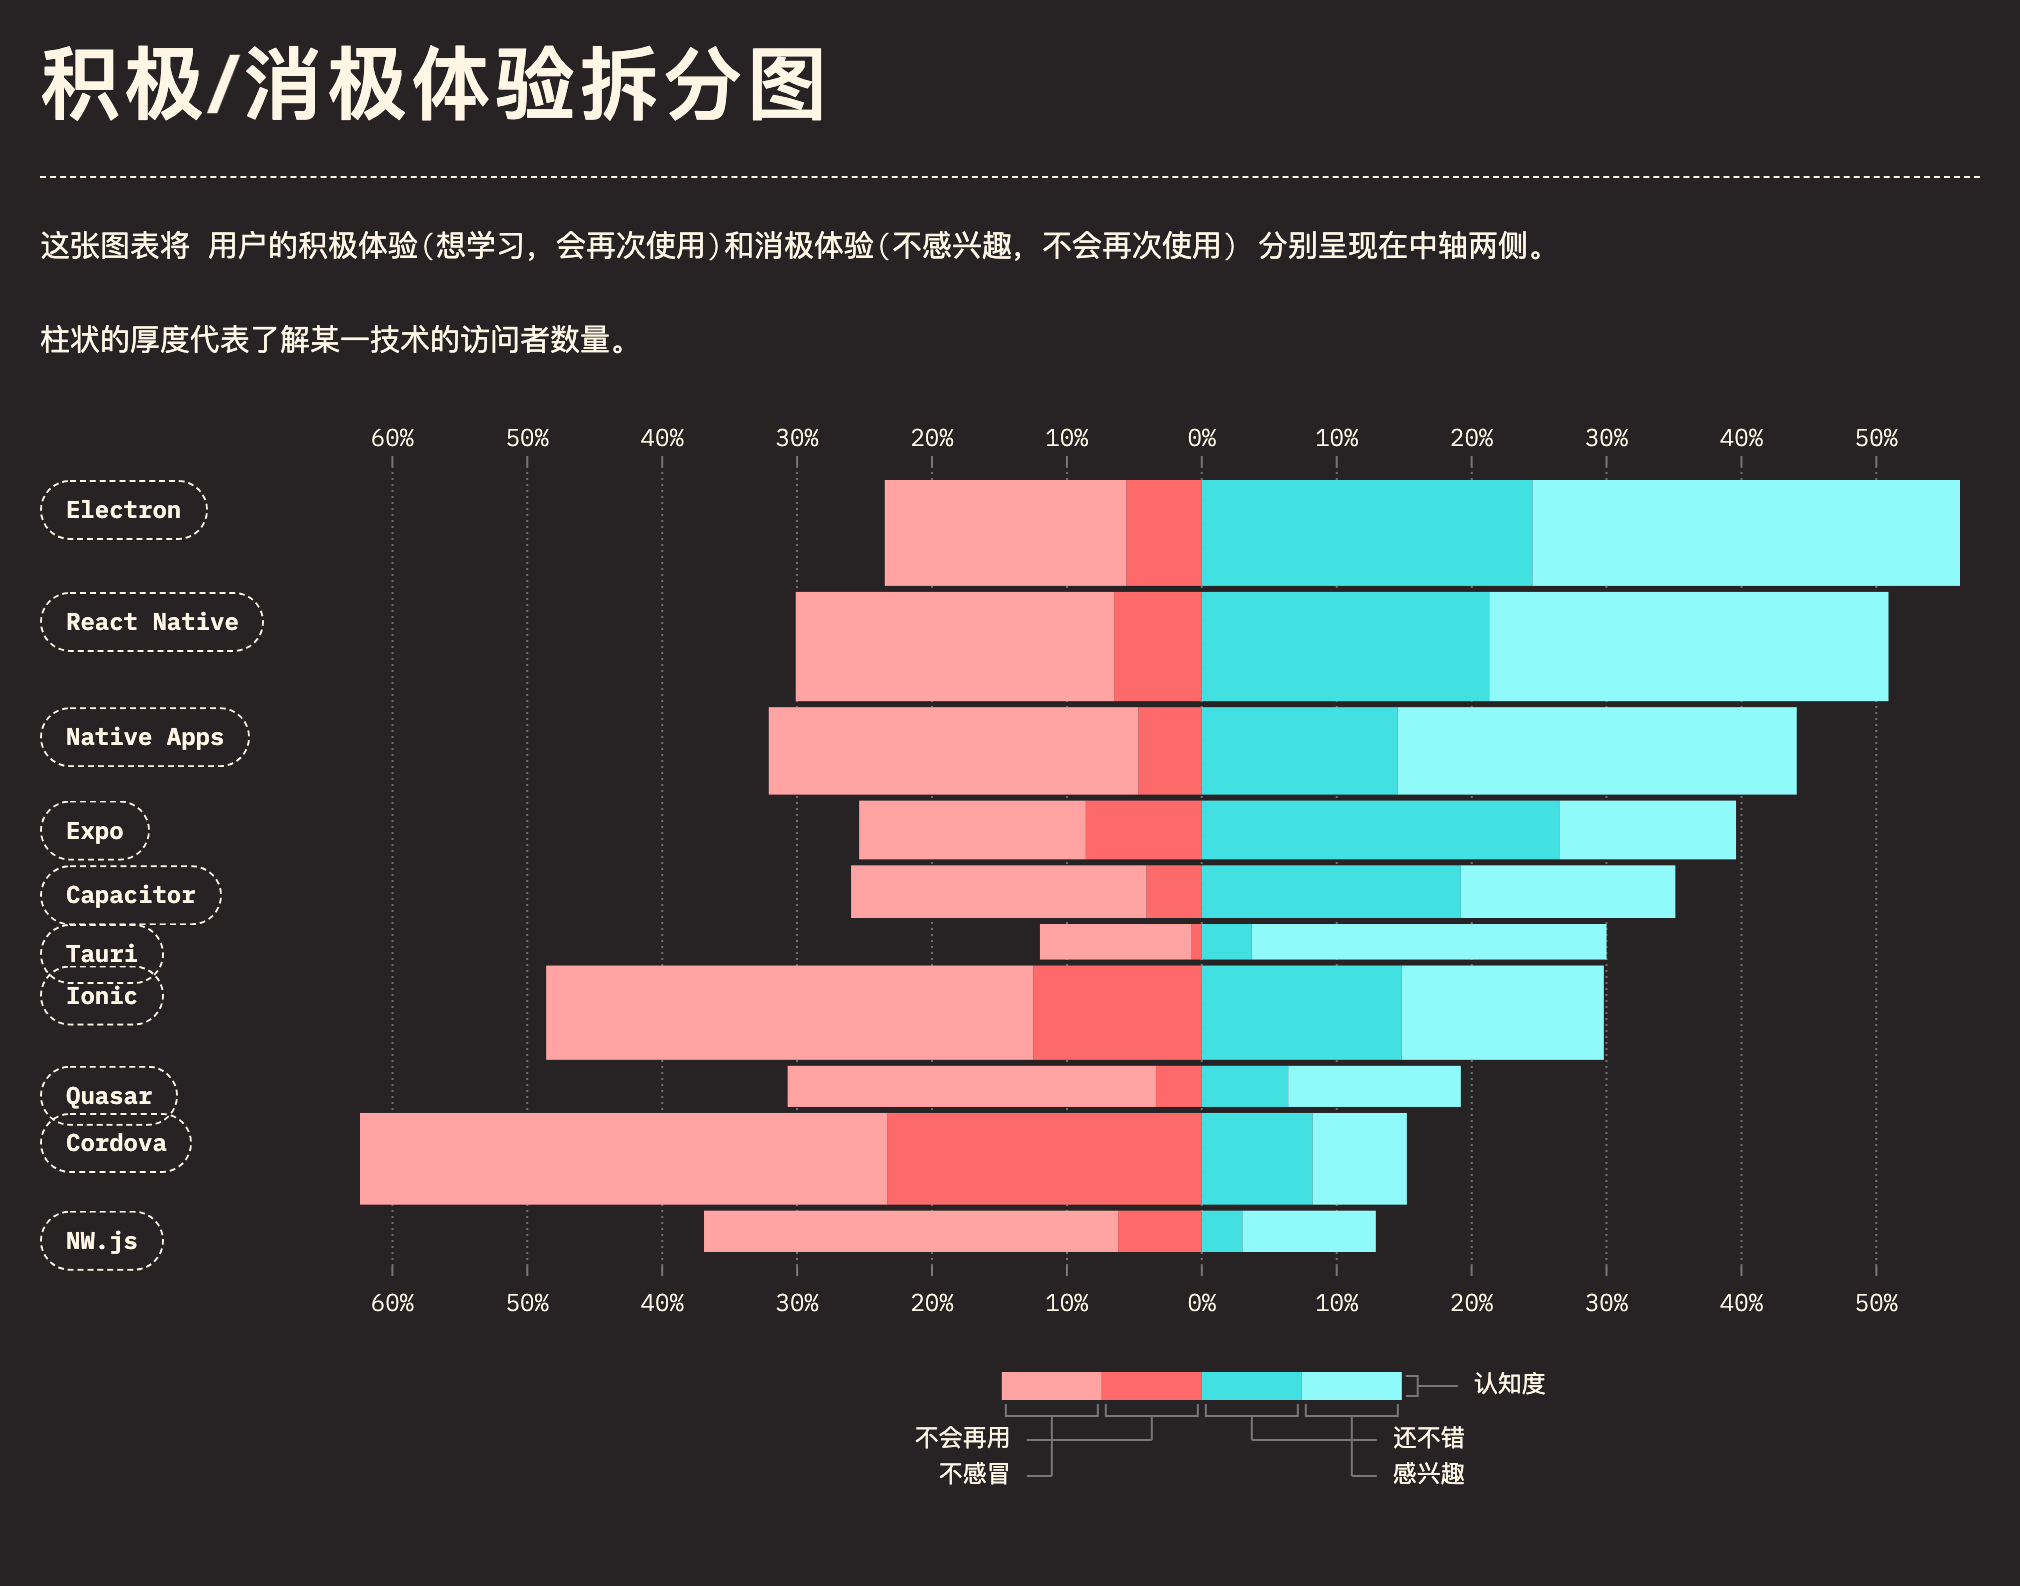 积极/消极体验拆分图
这张图表将 用户的积极体验(想学习, 会再次使用)和消极体验(不感兴趣, 不会再次使用) 分别呈现在中轴两侧。
柱状的厚度代表了解某一技术的访问者数量。
60% 50% 40% 30% 20% 10% 0% 10% 20% 30% 40% 50%
Electron
React Native
Native Apps
Expo
Capacitor
Tauri
Ionic
Quasar
Cordova
NW.js
60% 50% 40% 30% 20% 10% 0% 10% 20% 30% 40% 50%
认知度
不会再用 还不错
不感冒 感兴趣